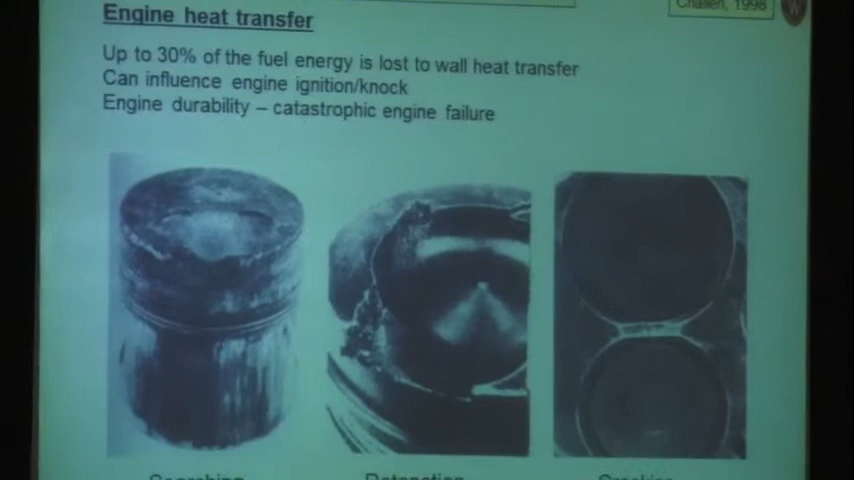 Engine heat transfer
Challen, 1998
Up to 30% of the fuel energy is lost to wall heat transfer
Can influence engine ignition/knock
Engine durability – catastrophic engine failure
Detonation